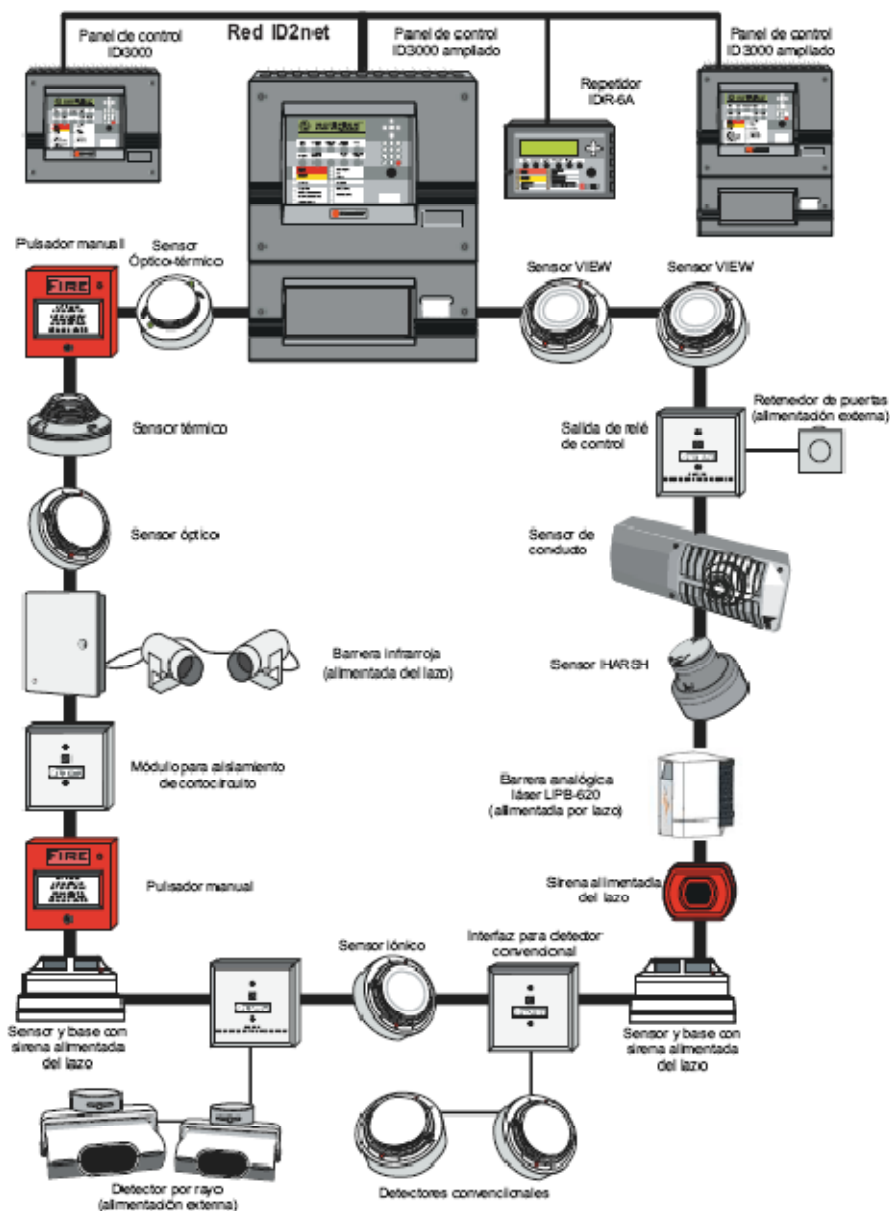 Panel de control
ID3000
Red ID2net
Panel de control
ID3000 ampliado
Panel de control
ID3000 ampliado
Repetidor
IDR-6A
Pulsador manual
Sensor
Óptico-térmico
Sensor VIEW
Sensor VIEW
FIRE
Sensor térmico
Salida de relé
de control
Retenedor de puertas
(alimentación externa)
Sensor óptico
Sensor de
conducto
Barrera infrarroja
(alimentada del lazo)
Sensor HARSH
Módulo para aislamiento
de cortocircuito
Barrera analógica
láser LIPB-620
(alimentada por lazo)
FIRE
Pulsador manual
Sirena alimentada
del lazo
Sensor iónico
Interfaz para detector
convencional
Sensor y base con
sirena alimentada
del lazo
Sensor y base con
sirena alimentada
del lazo
Detector por rayo
(alimentación externa)
Detectores convencionales